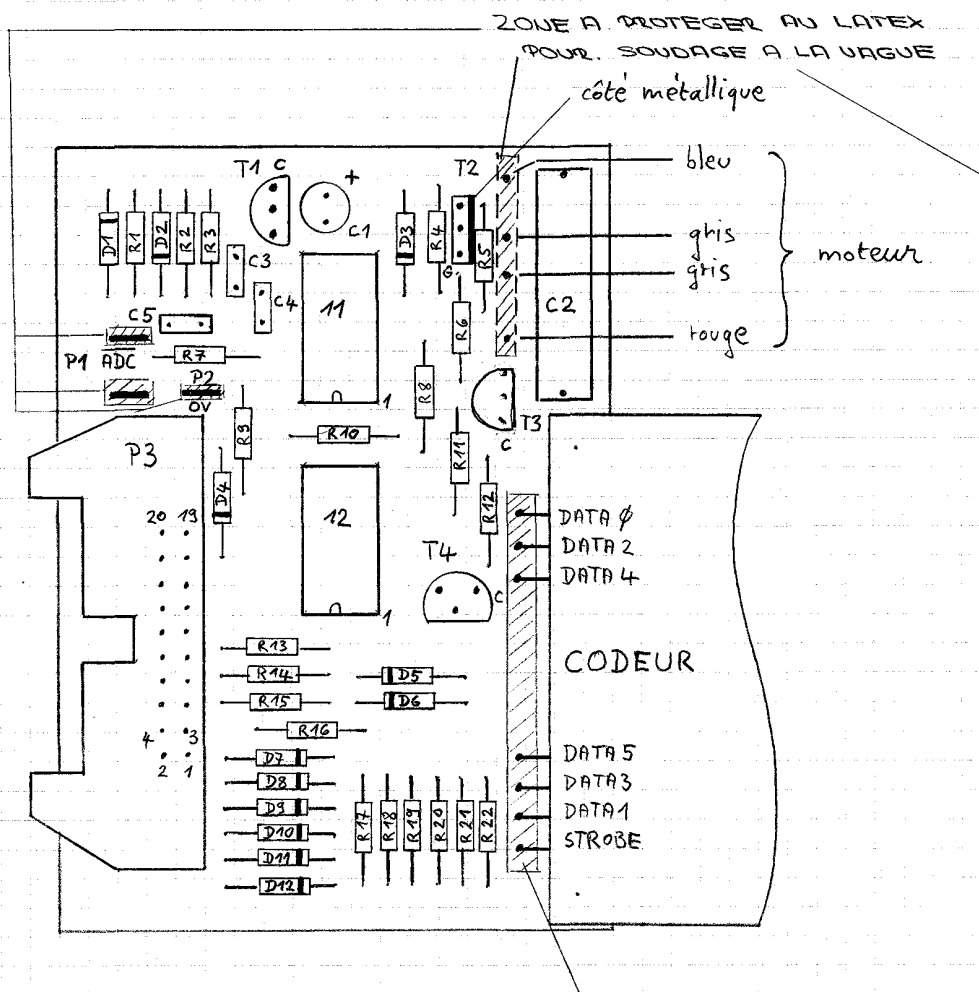 ZONE A PROTEGER AU LATEX
POUR SOUDAGE A LA VAGUE
côté métallique
T1 C
+
T2
bleu
D1
R1
D2
R2
R3
C1
D3
R4
R5
gris
gris
moteur
C3
G
C4
11
C2
C5
R6
rouge
P1 ADC
R7
P2
0V
R8
1
T3
C
R9
R10
R11
P3
D4
R12
20 19
12
DATA Ø
DATA 2
DATA 4
T4
C
1
R13
CODEUR
R14
D5
R15
D6
R16
4 3
2 1
D7
DATA 5
D8
DATA 3
D9
DATA 1
D10
STROBE
D11
D12
R17
R18
R19
R20
R21
R22